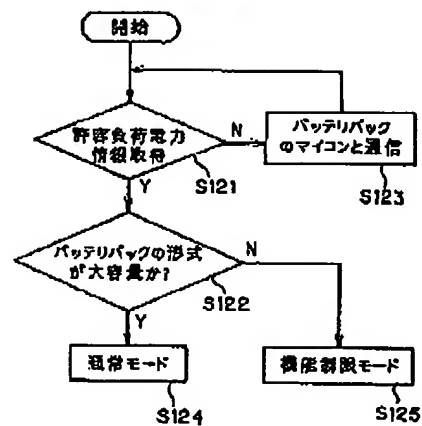 開始
許容負荷電力
情報取得
N
バッテリパック
のマイコンと通信
S121
S123
Y
バッテリパックの形式
が大容量か?
N
S122
Y
通常モード
機能制限モード
S124
S125